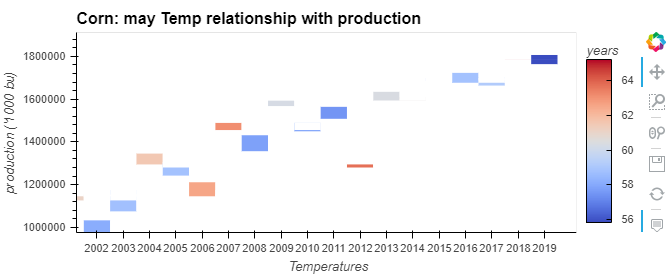 Corn: may Temp relationship with production
years
production ('1000 bu)
1800000
1600000
1400000
1200000
1000000
64
62
60
58
56
2002 2003 2004 2005 2006 2007 2008 2009 2010 2011 2012 2013 2014 2015 2016 2017 2018 2019
Temperatures